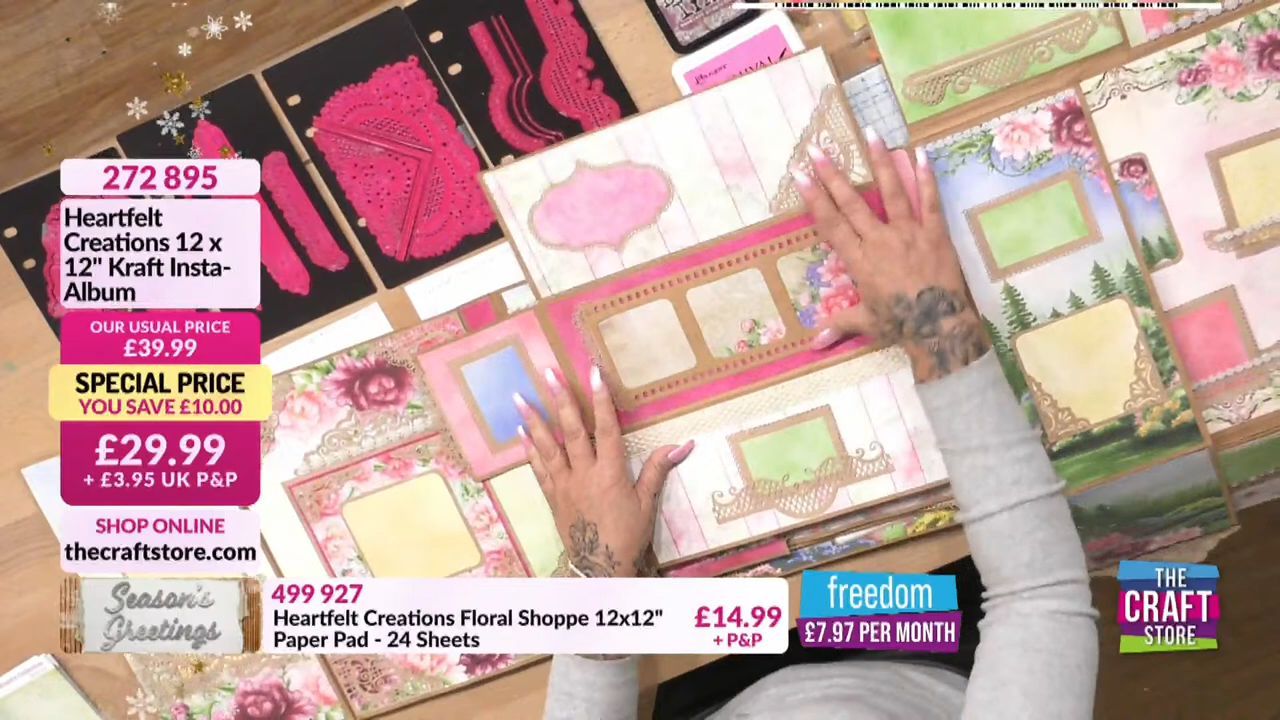 272 895
Heartfelt
Creations 12 x
12" Kraft Insta-
Album
OUR USUAL PRICE
£39.99
SPECIAL PRICE
YOU SAVE £10.00
£29.99
+ £3.95 UK P&P
SHOP ONLINE
thecraftstore.com
Season's
Greetings
499 927
Heartfelt Creations Floral Shoppe 12x12"
Paper Pad - 24 Sheets
£14.99
+ P&P
freedom
£7.97 PER MONTH
THE
CRAFT
STORE